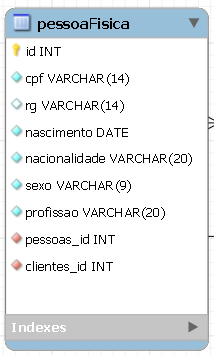 pessoaFisica
id INT
cpf VARCHAR(14)
rg VARCHAR(14)
nascimento DATE
nacionalidade VARCHAR(20)
sexo VARCHAR(9)
profissao VARCHAR(20)
pessoas_id INT
clientes_id INT
Indexes